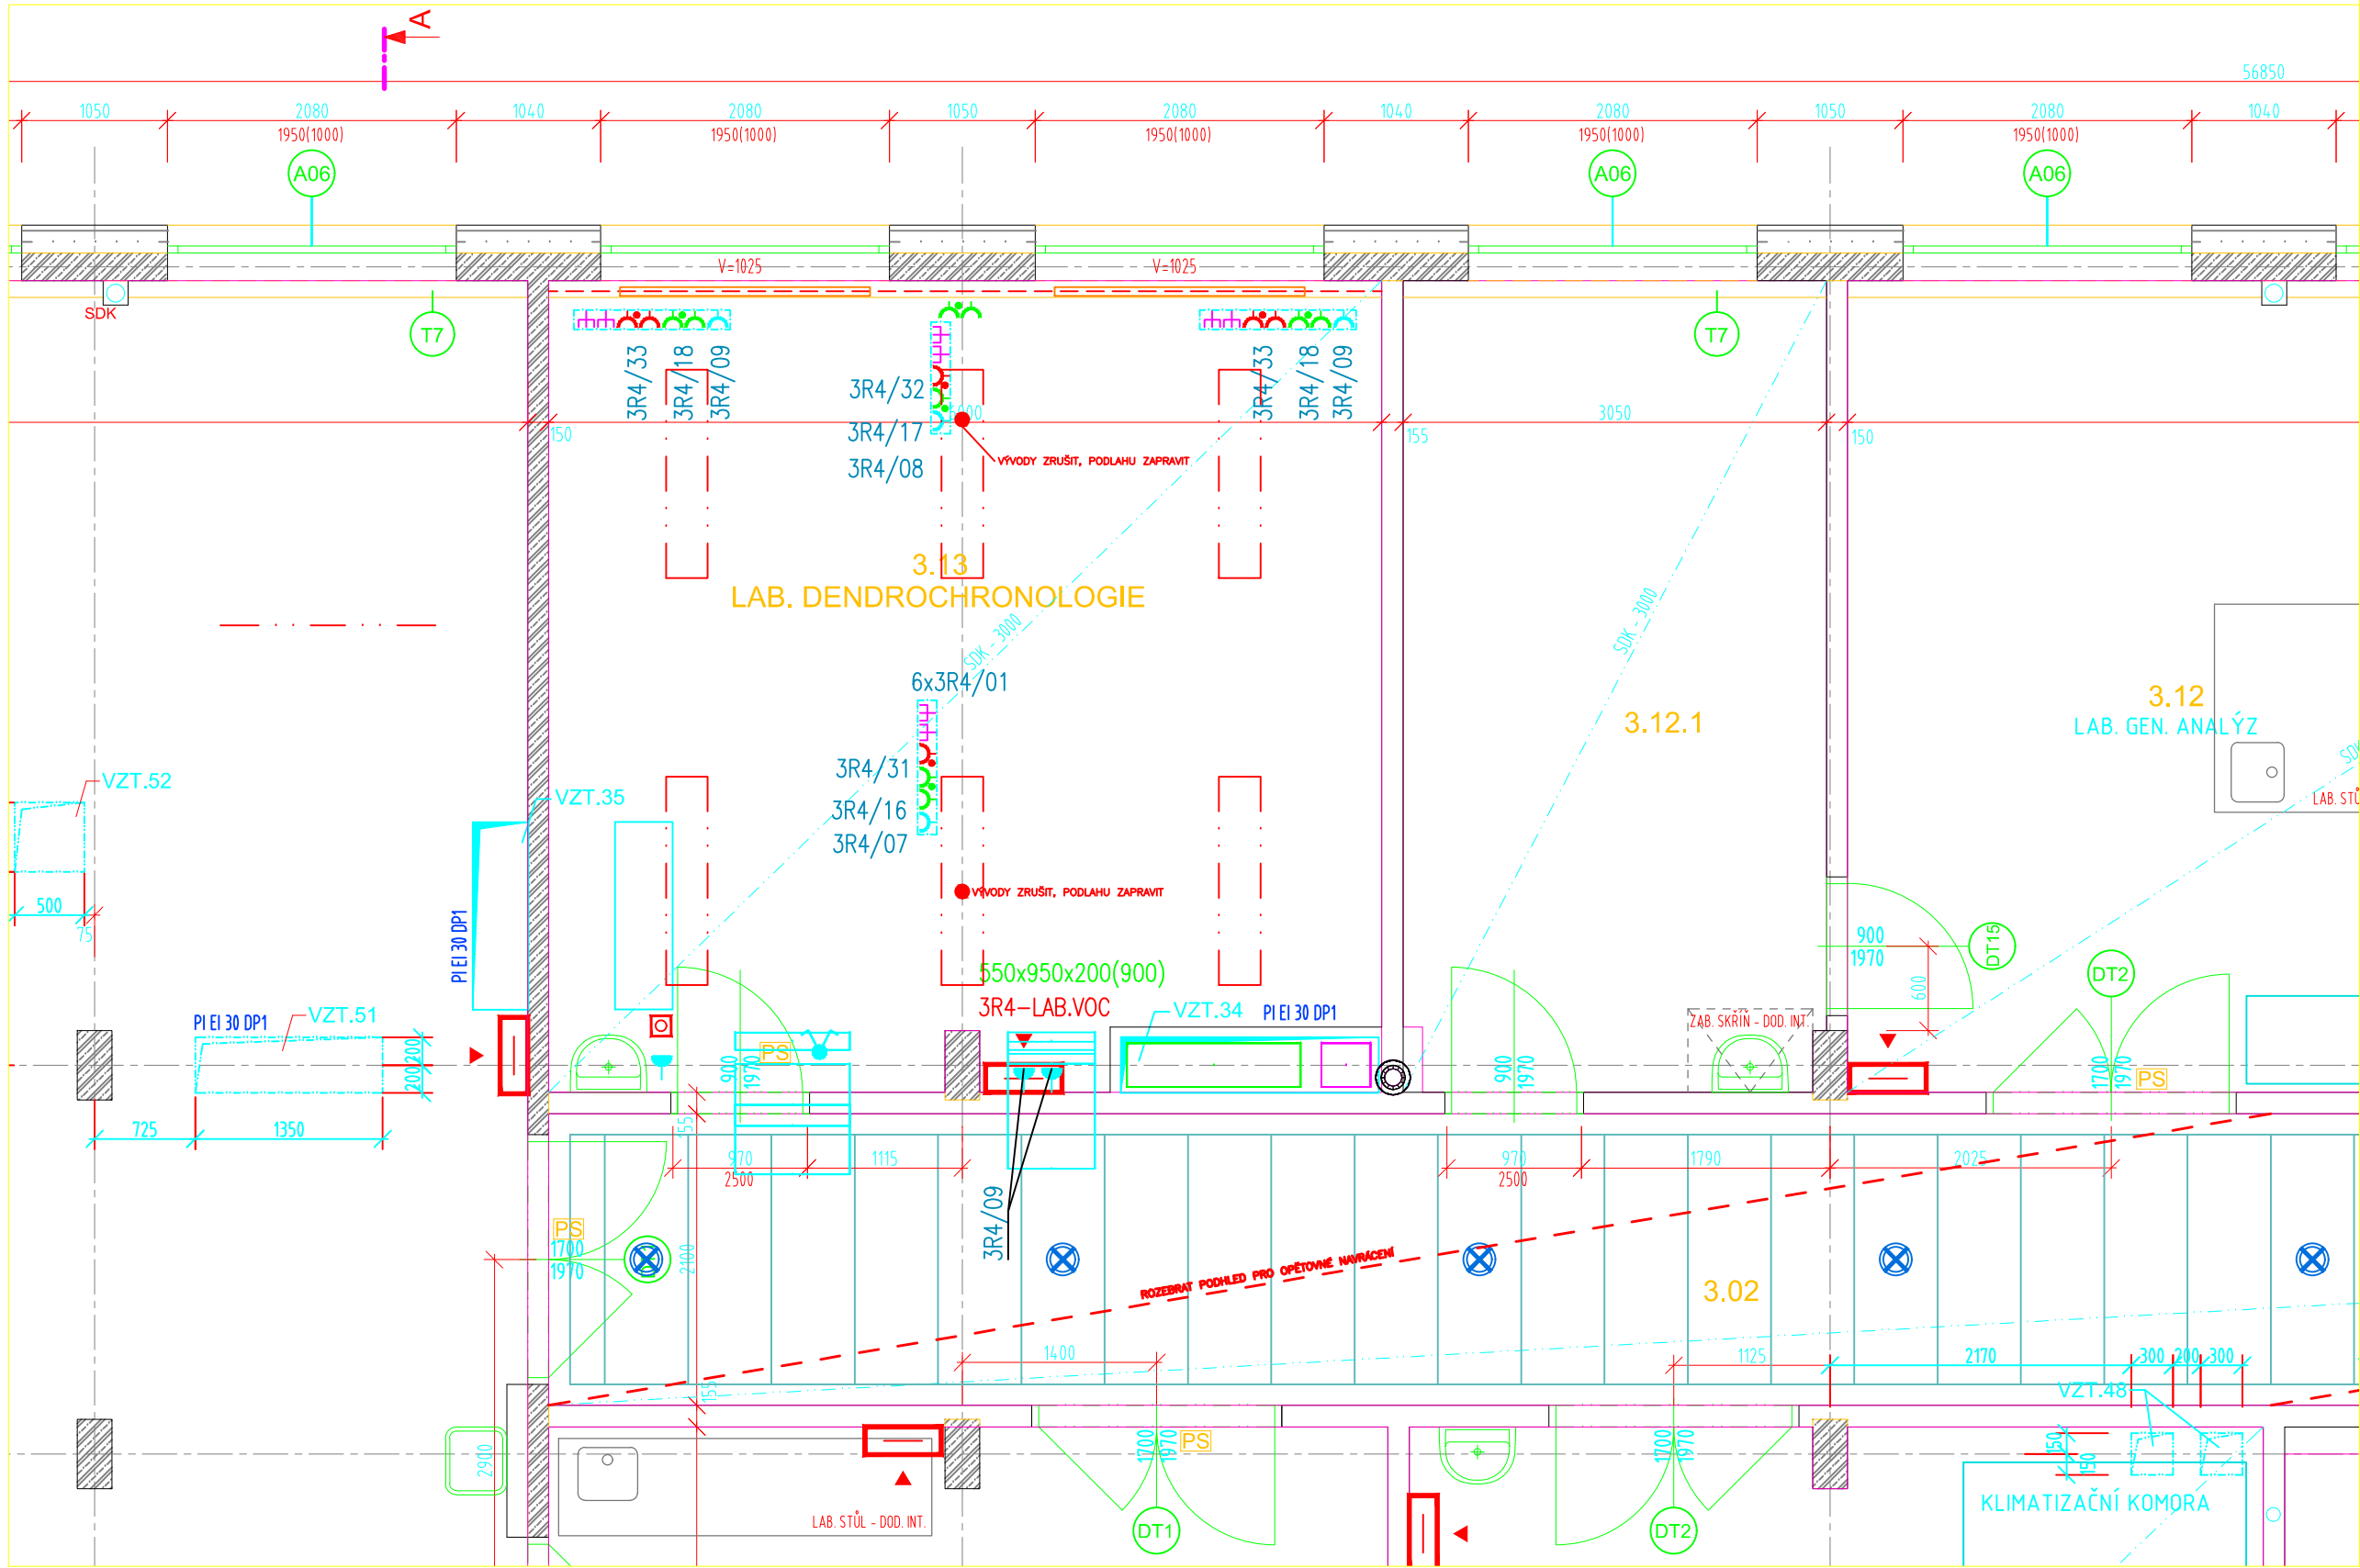 A
56850
1050
2080
1040
2080
1050
2080
1040
2080
1050
2080
1040
1950(1000)
1950(1000)
1950(1000)
1950(1000)
1950(1000)
A06
A06
A06
V=1025
V=1025
SDK
T7
T7
3R4/33
3R4/18
3R4/09
3R4/32
3R4/17
3R4/08
3R4/33
3R4/18
3R4/09
150
155
3050
150
VÝVODY ZRUŠIT, PODLAHU ZAPRAVIT
3.13
LAB. DENDROCHRONOLOGIE
SDK - 3000
SDK - 3000
6x3R4/01
3.12.1
3.12
LAB. GEN. ANALÝZ
SDK
3R4/31
3R4/16
3R4/07
VZT.52
VZT.35
LAB. STŮ
500
75
PI EI 30 DP1
VÝVODY ZRUŠIT, PODLAHU ZAPRAVIT
900
1970
DT15
600
DT2
550x950x200(900)
3R4-LAB.VOC
VZT.34
PI EI 30 DP1
PI EI 30 DP1
VZT.51
ZAB. SKŘÍŇ - DOD. INT.
200
200
900
1970
PS
900
1970
1700
1970
PS
725
1350
155
970
2500
1115
970
2500
1790
2025
3R4/09
PS
1700
1970
2100
ROZEBRAT PODHLED PRO OPĚTOVNÉ NAVRÁCENÍ
3.02
1400
1125
2170
300
200
300
155
VZT.48
2900
1700
1970
PS
1700
1970
150
150
LAB. STŮL - DOD. INT.
DT1
DT2
KLIMATIZAČNÍ KOMORA